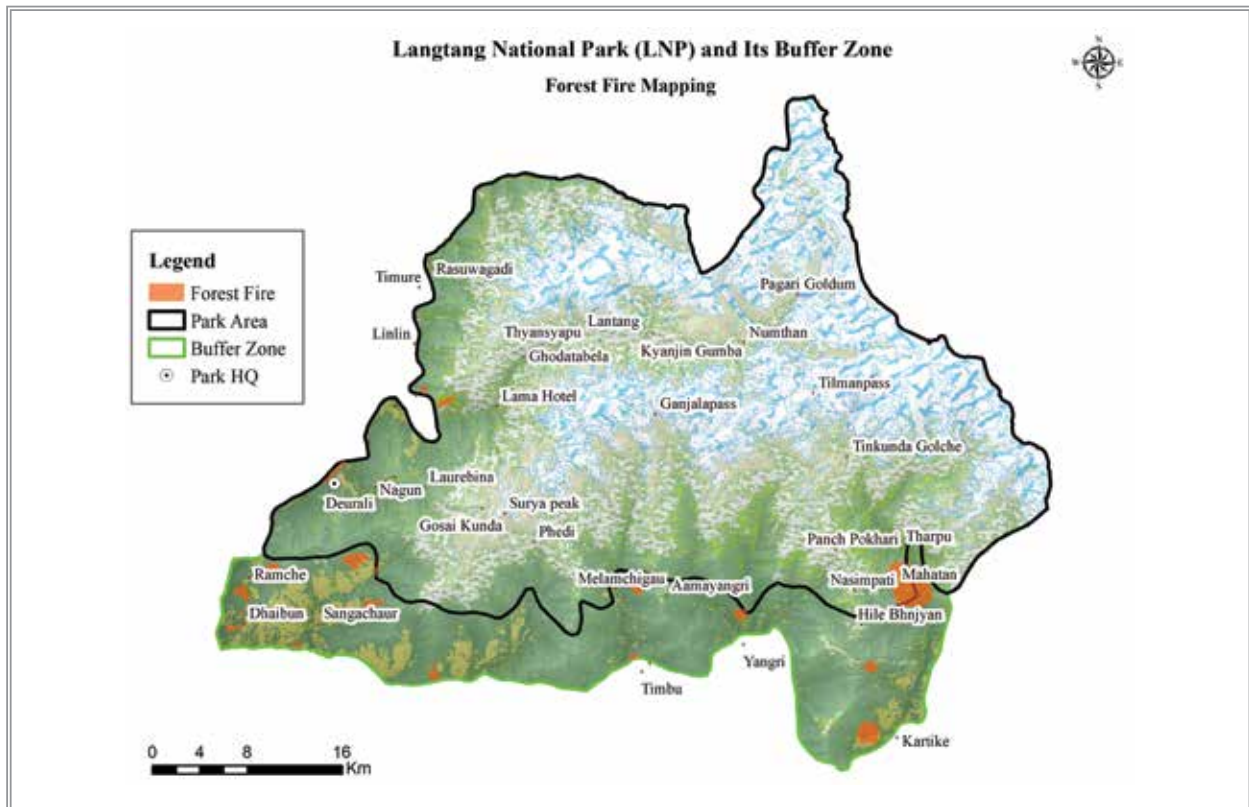 Langtang National Park (LNP) and Its Buffer Zone
Forest Fire Mapping
N
W
E
S
Legend
Forest Fire
Park Area
Buffer Zone
Park HQ
Timure
Rasuwagadi
Pagari Goldum
Linlin
Thyansyapu
Lantang
Numthan
Ghodatabela
Kyanjin Gumba
Lama Hotel
Tilmanpass
Ganjalapass
Tinkunda Golche
Laurebina
Nagun
Deurali
Surya peak
Gosai Kunda
Phedi
Panch Pokhari
Tharpu
Ramche
Melamchigau
Aamayangri
Nasimpati
Mahatan
Dhaibun
Sangachaur
Hile Bhnjyan
Yangri
Timbu
Kartike
0 4 8 16
Km